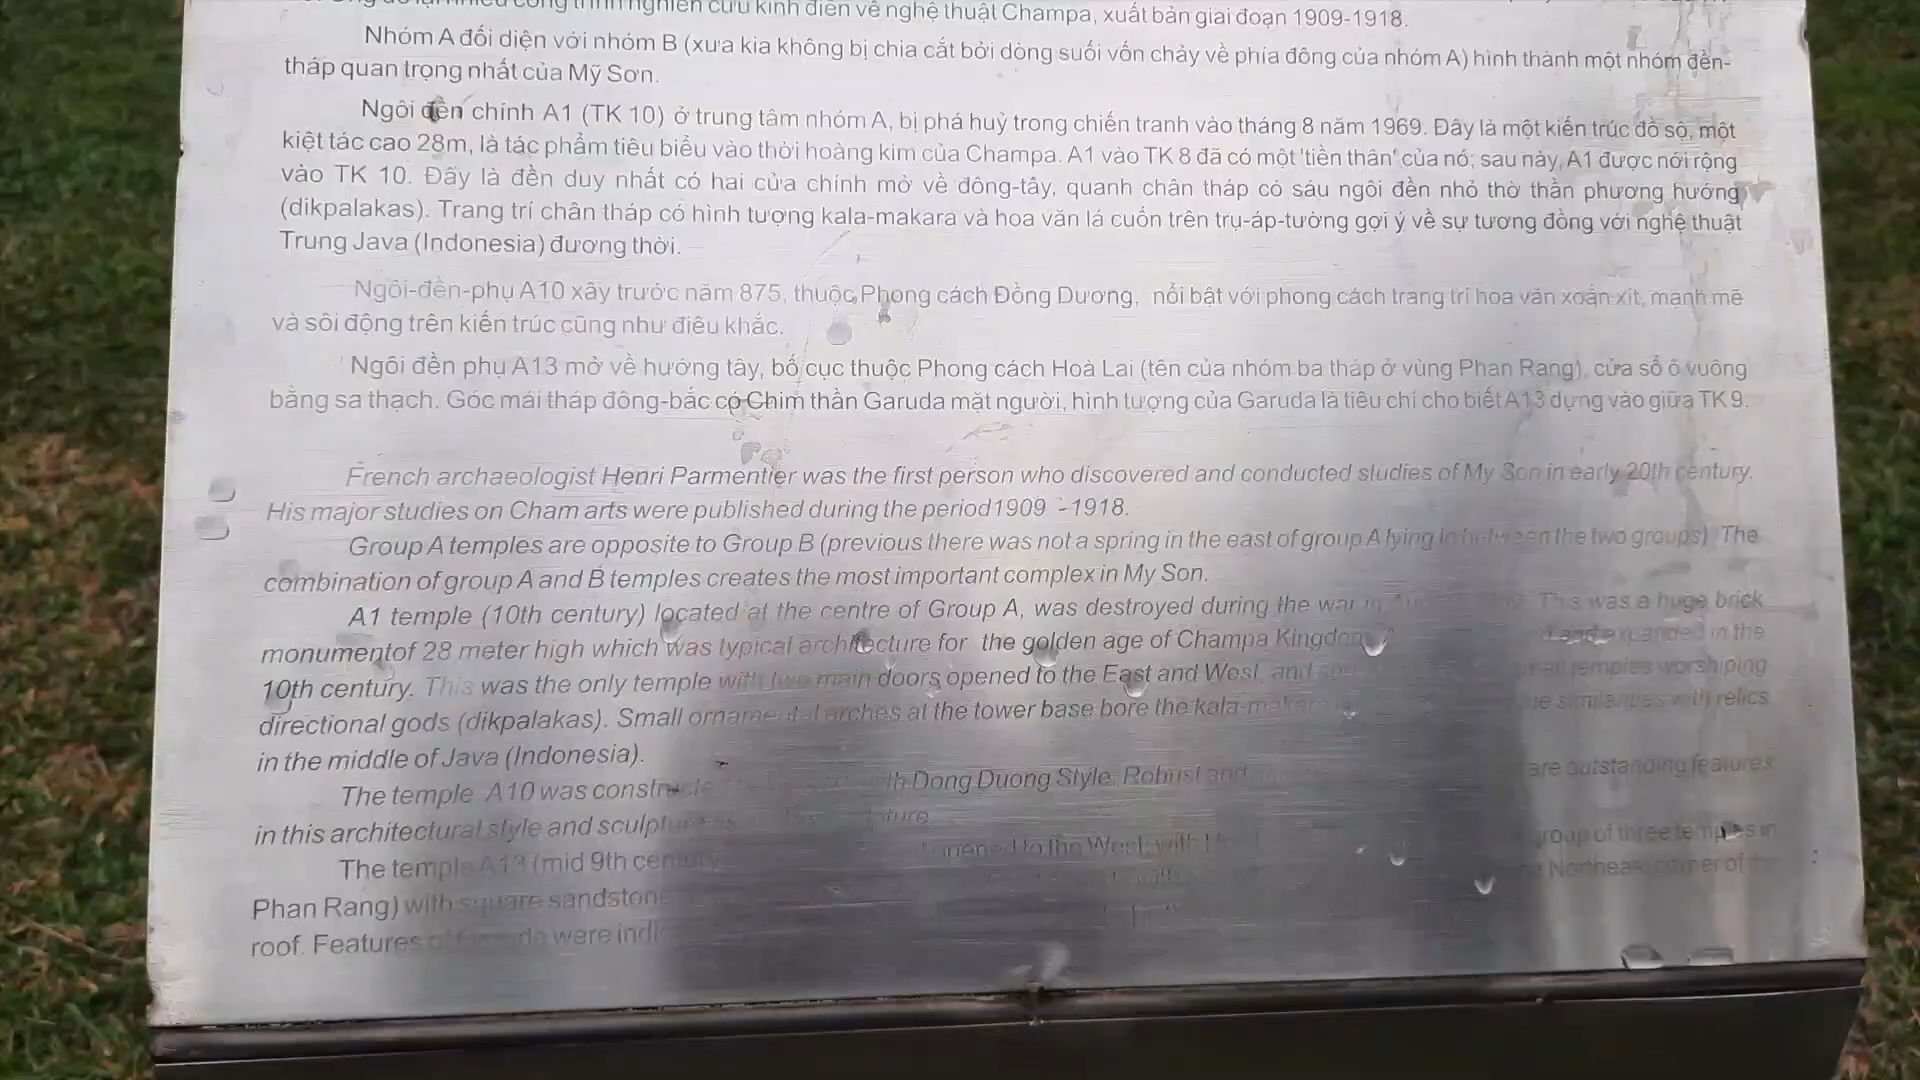 công trình nghiên cứu kinh điển về nghệ thuật Champa, xuất bản giai đoạn 1909-1918.
Nhóm A đối diện với nhóm B (xưa kia không bị chia cắt bởi dòng suối vốn chảy về phía đông của nhóm A) hình thành một nhóm đền-
tháp quan trọng nhất của Mỹ Sơn.
Ngôi đền chính A1 (TK 10) ở trung tâm nhóm A, bị phá huỷ trong chiến tranh vào tháng 8 năm 1969. Đây là một kiến trúc đồ sộ, một
kiệt tác cao 28m, là tác phẩm tiêu biểu vào thời hoàng kim của Champa. A1 vào TK 8 đã có một 'tiền thân' của nó; sau này, A1 được nới rộng
vào TK 10. Đây là đền duy nhất có hai cửa chính mở về đông-tây, quanh chân tháp có sáu ngôi đền nhỏ thờ thần phương hướng
(dikpalakas). Trang trí chân tháp có hình tượng kala-makara và hoa văn lá cuốn trên trụ-áp-tường gợi ý về sự tương đồng với nghệ thuật
Trung Java (Indonesia) đương thời.
Ngôi-đền-phụ A10 xây trước năm 875, thuộc Phong cách Đồng Dương, nổi bật với phong cách trang trí hoa văn xoắn xít, mạnh mẽ
và sôi động trên kiến trúc cũng như điêu khắc.
Ngôi đền phụ A13 mở về hướng tây, bố cục thuộc Phong cách Hoà Lai (tên của nhóm ba tháp ở vùng Phan Rang), cửa sổ ô vuông
bằng sa thạch. Góc mái tháp đông-bắc có Chim thần Garuda mặt người, hình tượng của Garuda là tiêu chí cho biết A13 dựng vào giữa TK 9.
French archaeologist Henri Parmentier was the first person who discovered and conducted studies of My Son in early 20th century.
His major studies on Cham arts were published during the period 1909 - 1918.
Group A temples are opposite to Group B (previous there was not a spring in the east of group A lying in between the two groups). The
combination of group A and B temples creates the most important complex in My Son.
A1 temple (10th century) located at the centre of Group A, was destroyed during the war in This was a huge brick
monumentof 28 meter high which was typical architecture for the golden age of Champa Kingdom and expanded in the
10th century. This was the only temple with two main doors opened to the East and West, and small temples worshiping
directional gods (dikpalakas). Small ornamental arches at the tower base bore the kala-makara similarities with relics
in the middle of Java (Indonesia).
The temple A10 was constructed with Dong Duong Style. Robust and are outstanding features
in this architectural style and sculpture
The temple A13 (mid 9th century opened to the West, with group of three temples in
Phan Rang) with square sandstone Northeast corner of the
roof. Features of Garuda were